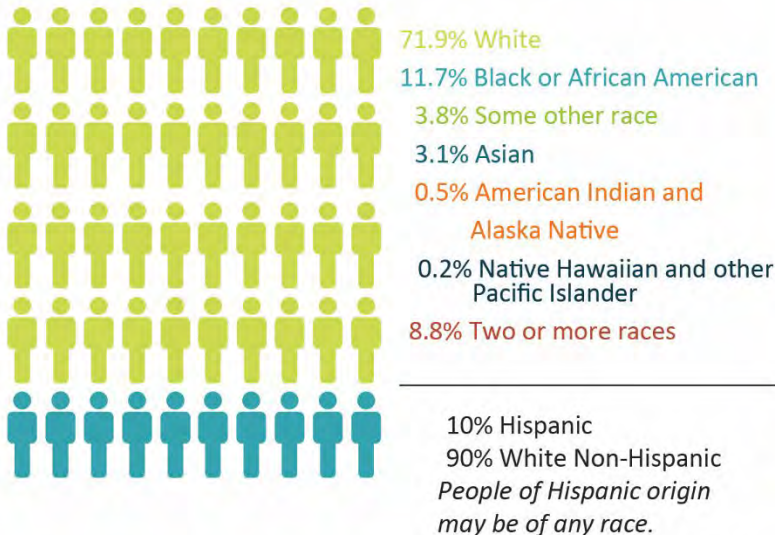 71.9% White
11.7% Black or African American
3.8% Some other race
3.1% Asian
0.5% American Indian and
Alaska Native
0.2% Native Hawaiian and other
Pacific Islander
8.8% Two or more races
10% Hispanic
90% White Non-Hispanic
People of Hispanic origin
may be of any race.